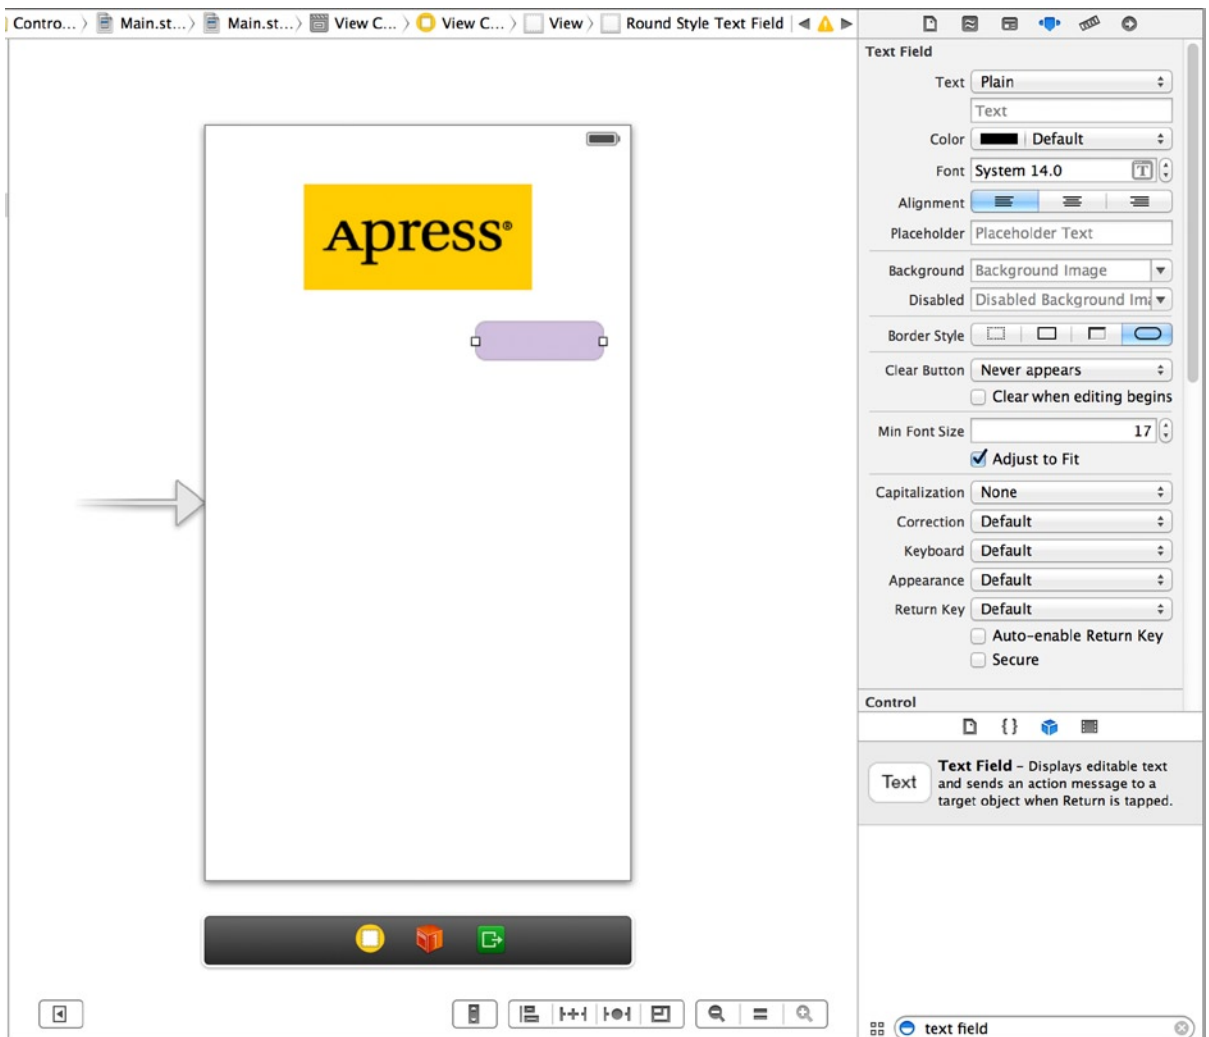 Contro... Main.st... Main.st... View C... View C... View Round Style Text Field
Text Field
Text Plain
Text
Color Default
Font System 14.0 T
Alignment
Placeholder Placeholder Text
Background Background Image
Disabled Disabled Background Ima
Border Style
Clear Button Never appears
Clear when editing begins
Min Font Size 17
Adjust to Fit
Capitalization None
Correction Default
Keyboard Default
Appearance Default
Return Key Default
Auto-enable Return Key
Secure
Control
{}
Text Text Field – Displays editable text
and sends an action message to a
target object when Return is tapped.
text field
Apress®